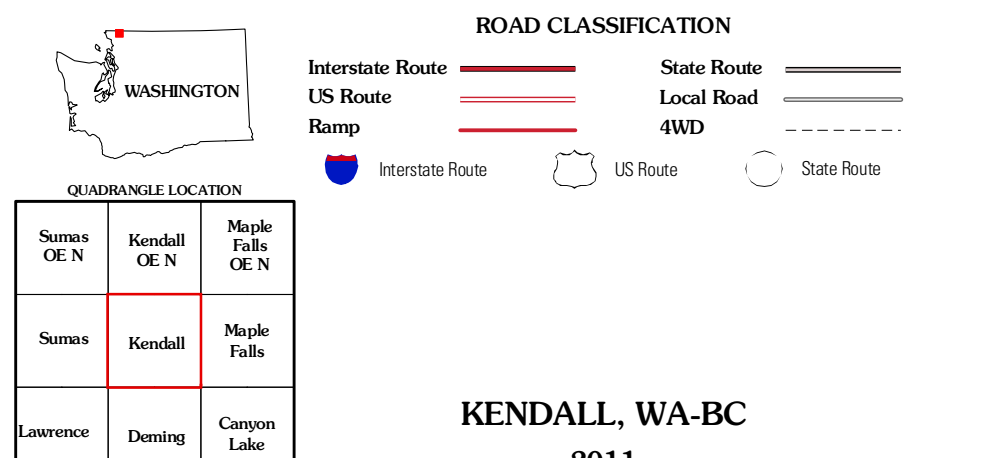 ROAD CLASSIFICATION
Interstate Route
State Route
US Route
Local Road
Ramp
4WD
Interstate Route
US Route
State Route
WASHINGTON
QUADRANGLE LOCATION
Sumas
OE N
Kendall
OE N
Maple
Falls
OE N
Sumas
Kendall
Maple
Falls
Lawrence
Deming
Canyon
Lake
KENDALL, WA-BC
2011